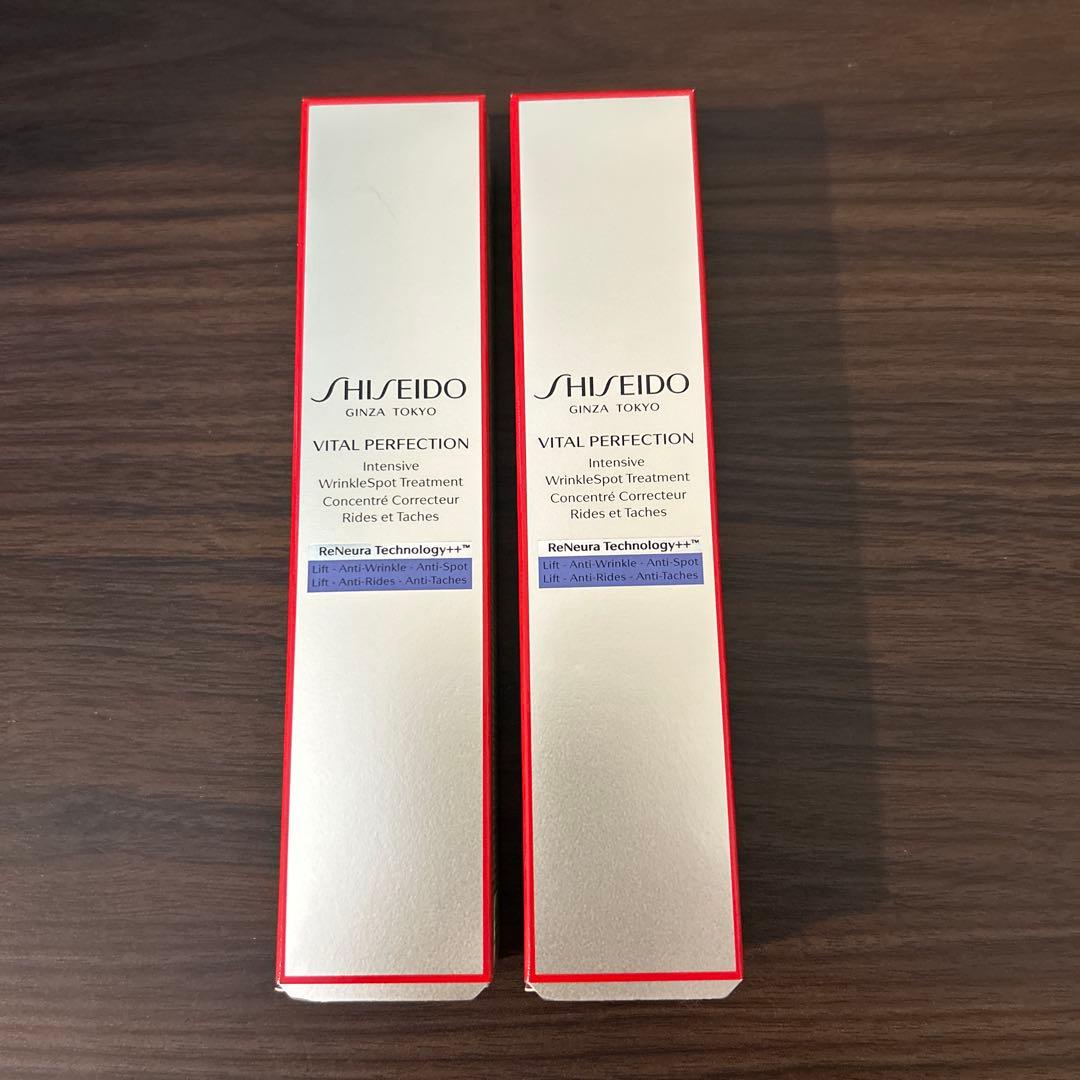 SHISEIDO
GINZA TOKYO
VITAL PERFECTION
Intensive
WrinkleSpot Treatment
Concentré Correcteur
Rides et Taches
ReNeura Technology++™
Lift - Anti-Wrinkle - Anti-Spot
Lift - Anti-Rides - Anti-Taches
SHISEIDO
GINZA TOKYO
VITAL PERFECTION
Intensive
WrinkleSpot Treatment
Concentré Correcteur
Rides et Taches
ReNeura Technology++™
Lift - Anti-Wrinkle - Anti-Spot
Lift - Anti-Rides - Anti-Taches